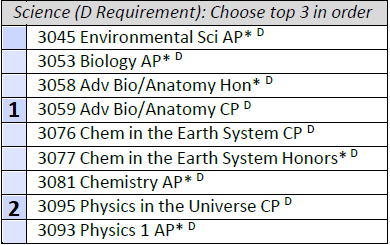 Science (D Requirement): Choose top 3 in order
3045 Environmental Sci AP* D
3053 Biology AP* D
3058 Adv Bio/Anatomy Hon* D
1 3059 Adv Bio/Anatomy CP D
3076 Chem in the Earth System CP D
3077 Chem in the Earth System Honors* D
3081 Chemistry AP* D
2 3095 Physics in the Universe CP D
3093 Physics 1 AP* D